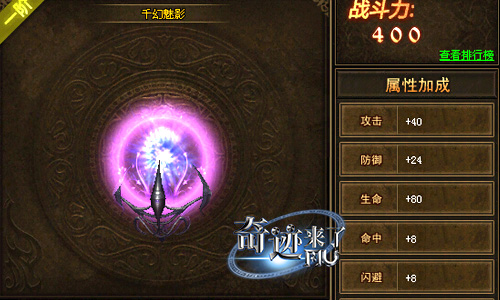 一阶
千幻魅影
战斗力:
400
查看排行榜
属性加成
攻击 +40
防御 +24
生命 +80
命中 +8
闪避 +8
奇迹来了
MU